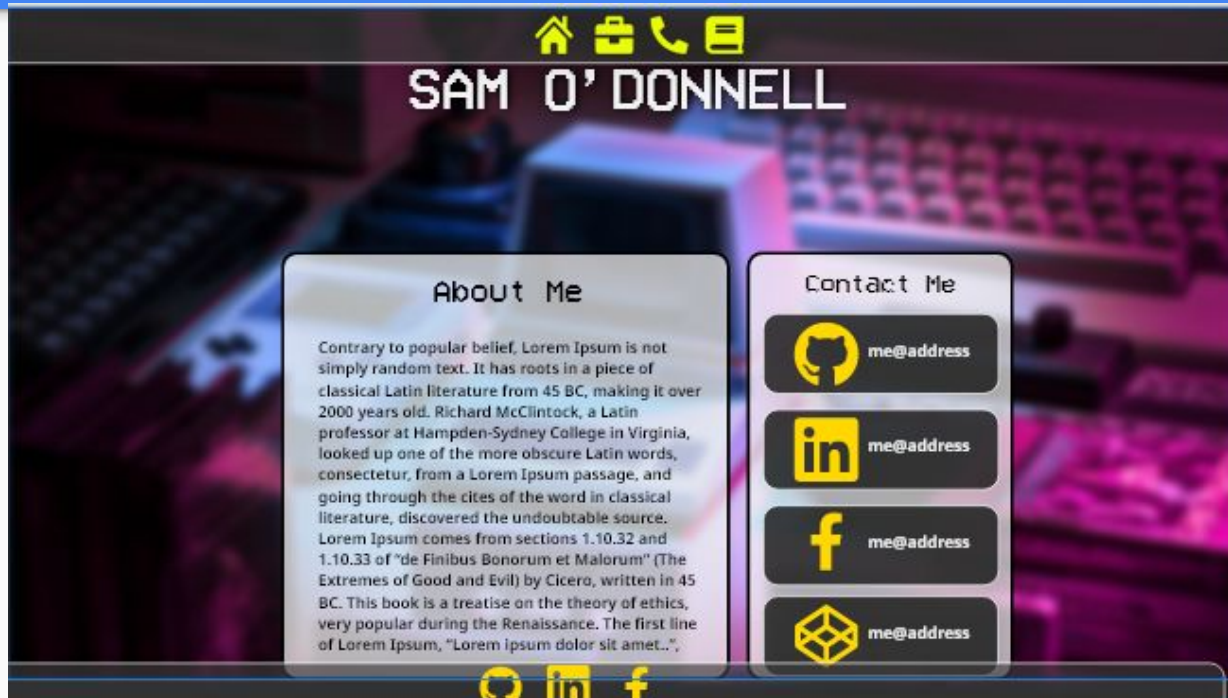 SAM O'DONNELL
About Me
Contrary to popular belief, Lorem Ipsum is not
simply random text. It has roots in a piece of
classical Latin literature from 45 BC, making it over
2000 years old. Richard McClintock, a Latin
professor at Hampden-Sydney College in Virginia,
looked up one of the more obscure Latin words,
consectetur, from a Lorem Ipsum passage, and
going through the cites of the word in classical
literature, discovered the undoubtable source.
Lorem Ipsum comes from sections 1.10.32 and
1.10.33 of “de Finibus Bonorum et Malorum” (The
Extremes of Good and Evil) by Cicero, written in 45
BC. This book is a treatise on the theory of ethics,
very popular during the Renaissance. The first line
of Lorem Ipsum, “Lorem ipsum dolor sit amet..”,
Contact Me
me@address
in me@address
f me@address
me@address
in f